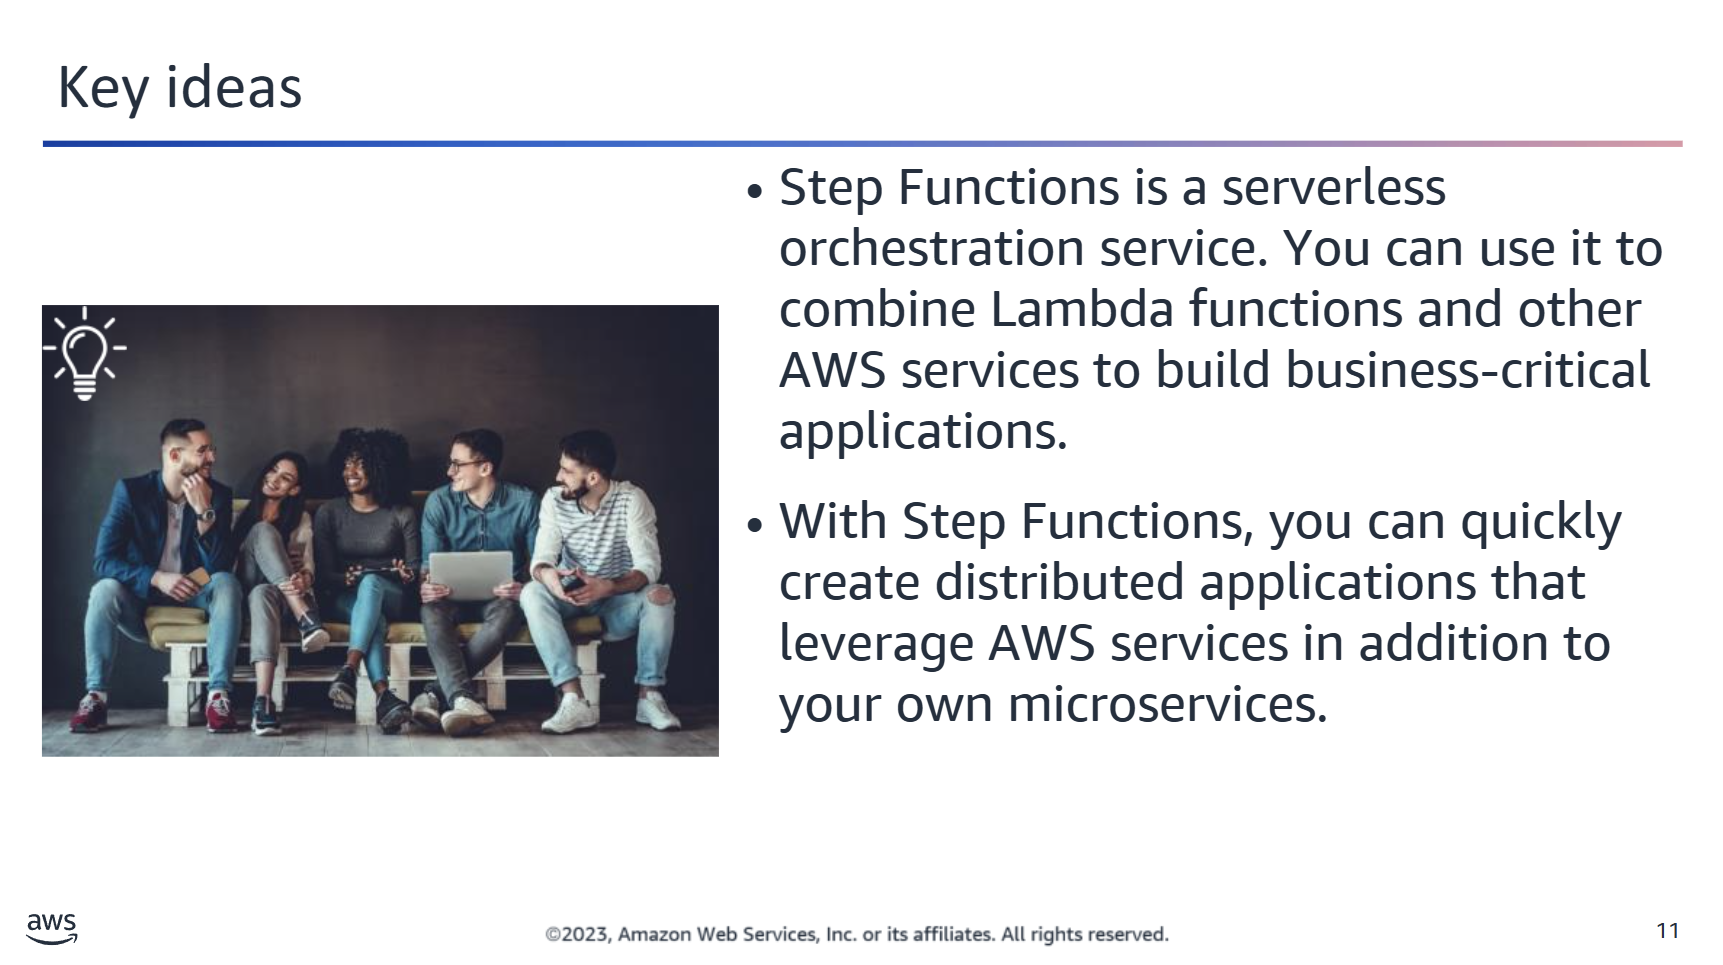 Key ideas
• Step Functions is a serverless
orchestration service. You can use it to
combine Lambda functions and other
AWS services to build business-critical
applications.
• With Step Functions, you can quickly
create distributed applications that
leverage AWS services in addition to
your own microservices.
aws
©2023, Amazon Web Services, Inc. or its affiliates. All rights reserved.
11